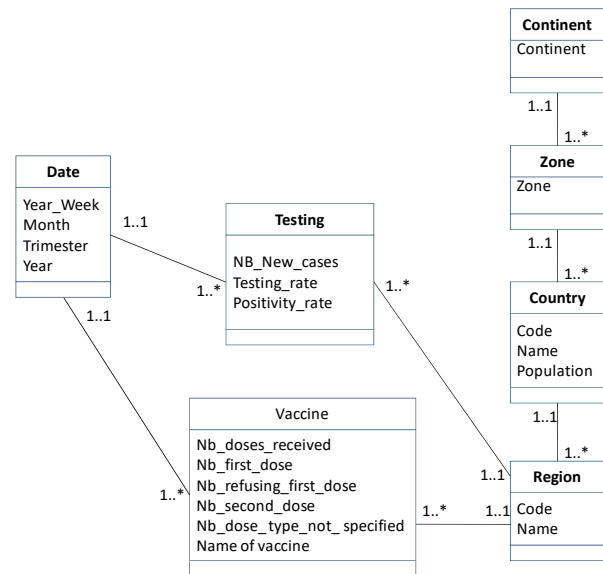 Continent
Continent
1..1
1..*
Zone
Zone
1..1
1..*
Country
Code
Name
Population
1..1
1..*
Region
Code
Name
Date
Year_Week
Month
Trimester
Year
1..1
1..*
1..1
1..*
Testing
NB_New_cases
Testing_rate
Positivity_rate
1..*
1..1
Vaccine
Nb_doses_received
Nb_first_dose
Nb_refusing_first_dose
Nb_second_dose
Nb_dose_type_not_ specified
Name of vaccine
1..*
1..1